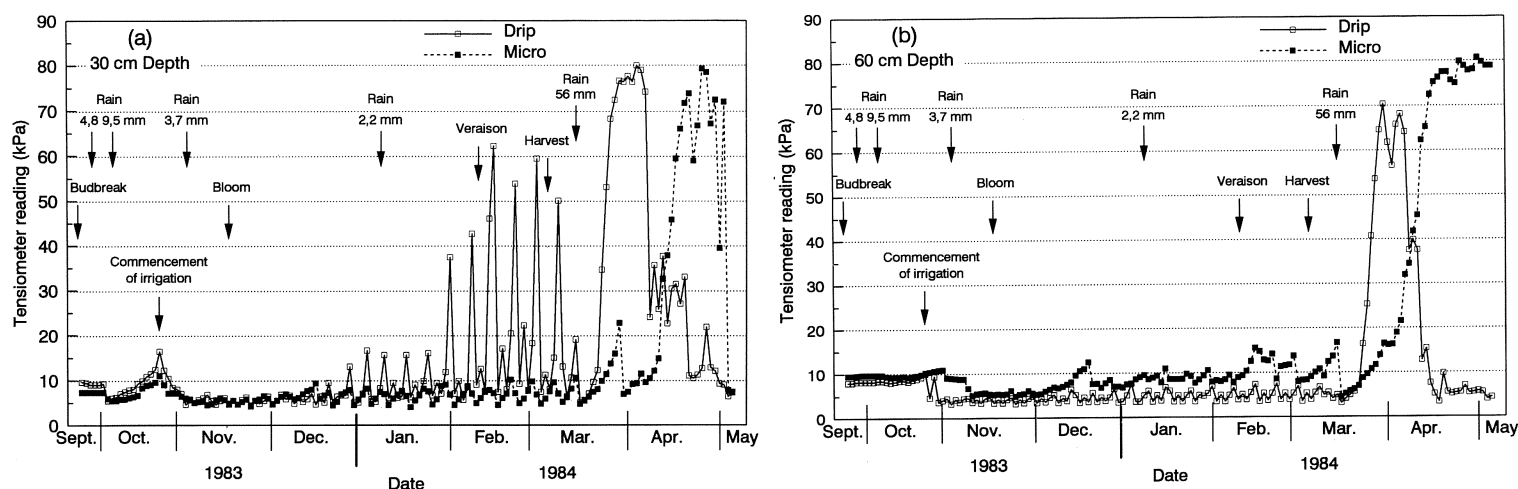 (a)
30 cm Depth
Drip
Micro
Tensiometer reading (kPa)
90
80
70
60
50
40
30
20
10
0
Rain
4,8 9,5 mm
Rain
3,7 mm
Rain
2,2 mm
Rain
56 mm
Veraison
Harvest
Budbreak
Bloom
Commencement
of irrigation
Sept. Oct. Nov. Dec. Jan. Feb. Mar. Apr. May
1983 1984
Date
(b)
60 cm Depth
Drip
Micro
Tensiometer reading (kPa)
90
80
70
60
50
40
30
20
10
0
Rain
4,8 9,5 mm
Rain
3,7 mm
Rain
2,2 mm
Rain
56 mm
Budbreak
Bloom
Veraison
Harvest
Commencement
of irrigation
Sept. Oct. Nov. Dec. Jan. Feb. Mar. Apr. May
1983 1984
Date